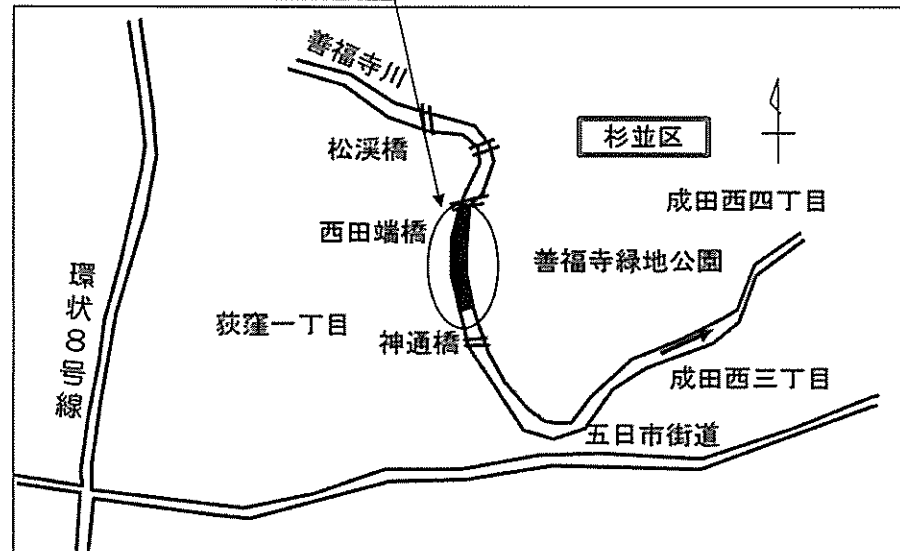 善福寺川
杉並区
松渓橋
成田西四丁目
西田端橋
善福寺緑地公園
環状8号線
荻窪一丁目
神通橋
成田西三丁目
五日市街道